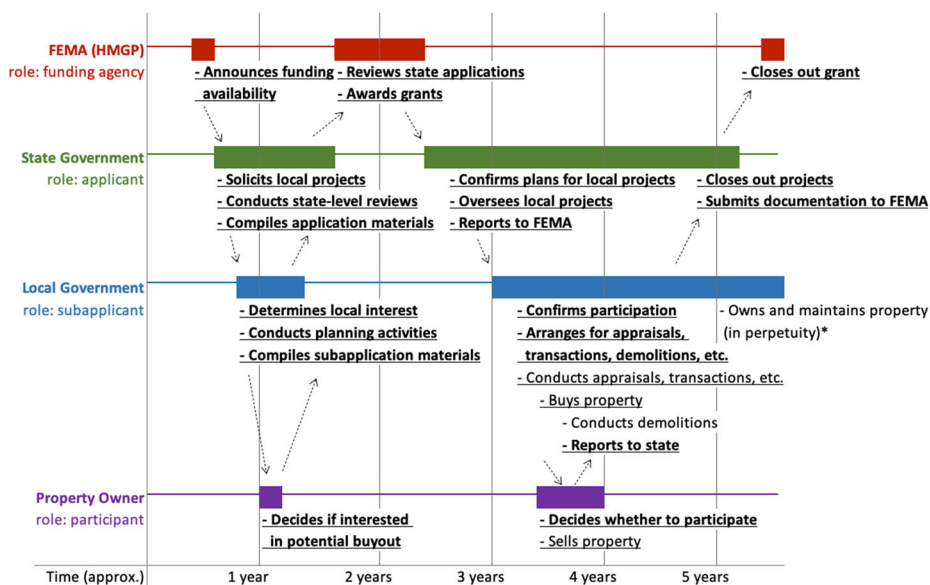 FEMA (HMGP)
role: funding agency
- Announces funding
availability
- Reviews state applications
- Awards grants
- Closes out grant
State Government
role: applicant
- Solicits local projects
- Conducts state-level reviews
- Compiles application materials
- Confirms plans for local projects
- Oversees local projects
- Reports to FEMA
- Closes out projects
- Submits documentation to FEMA
Local Government
role: subapplicant
- Determines local interest
- Conducts planning activities
- Compiles subapplication materials
- Confirms participation
- Arranges for appraisals,
transactions, demolitions, etc.
- Conducts appraisals, transactions, etc.
- Buys property
- Conducts demolitions
- Reports to state
- Owns and maintains property
(in perpetuity)*
Property Owner
role: participant
- Decides if interested
in potential buyout
- Decides whether to participate
- Sells property
Time (approx.) 1 year 2 years 3 years 4 years 5 years